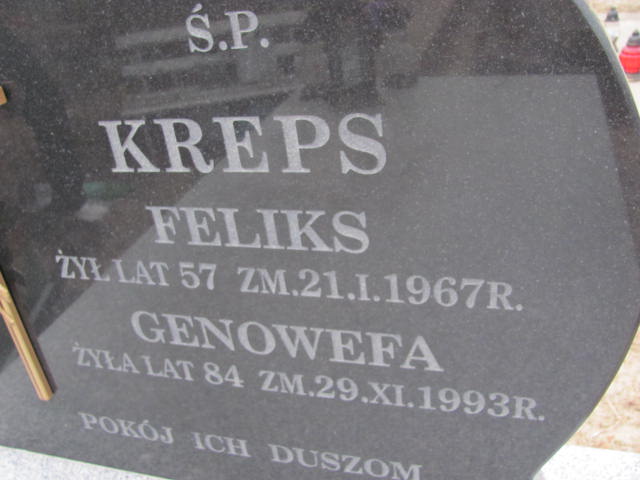 Ś.P.
KREPS
FELIKS
ŻYŁ LAT 57 ZM.21.I.1967R.
GENOWEFA
ŻYŁA LAT 84 ZM.29.XI.1993R.
POKÓJ ICH DUSZOM